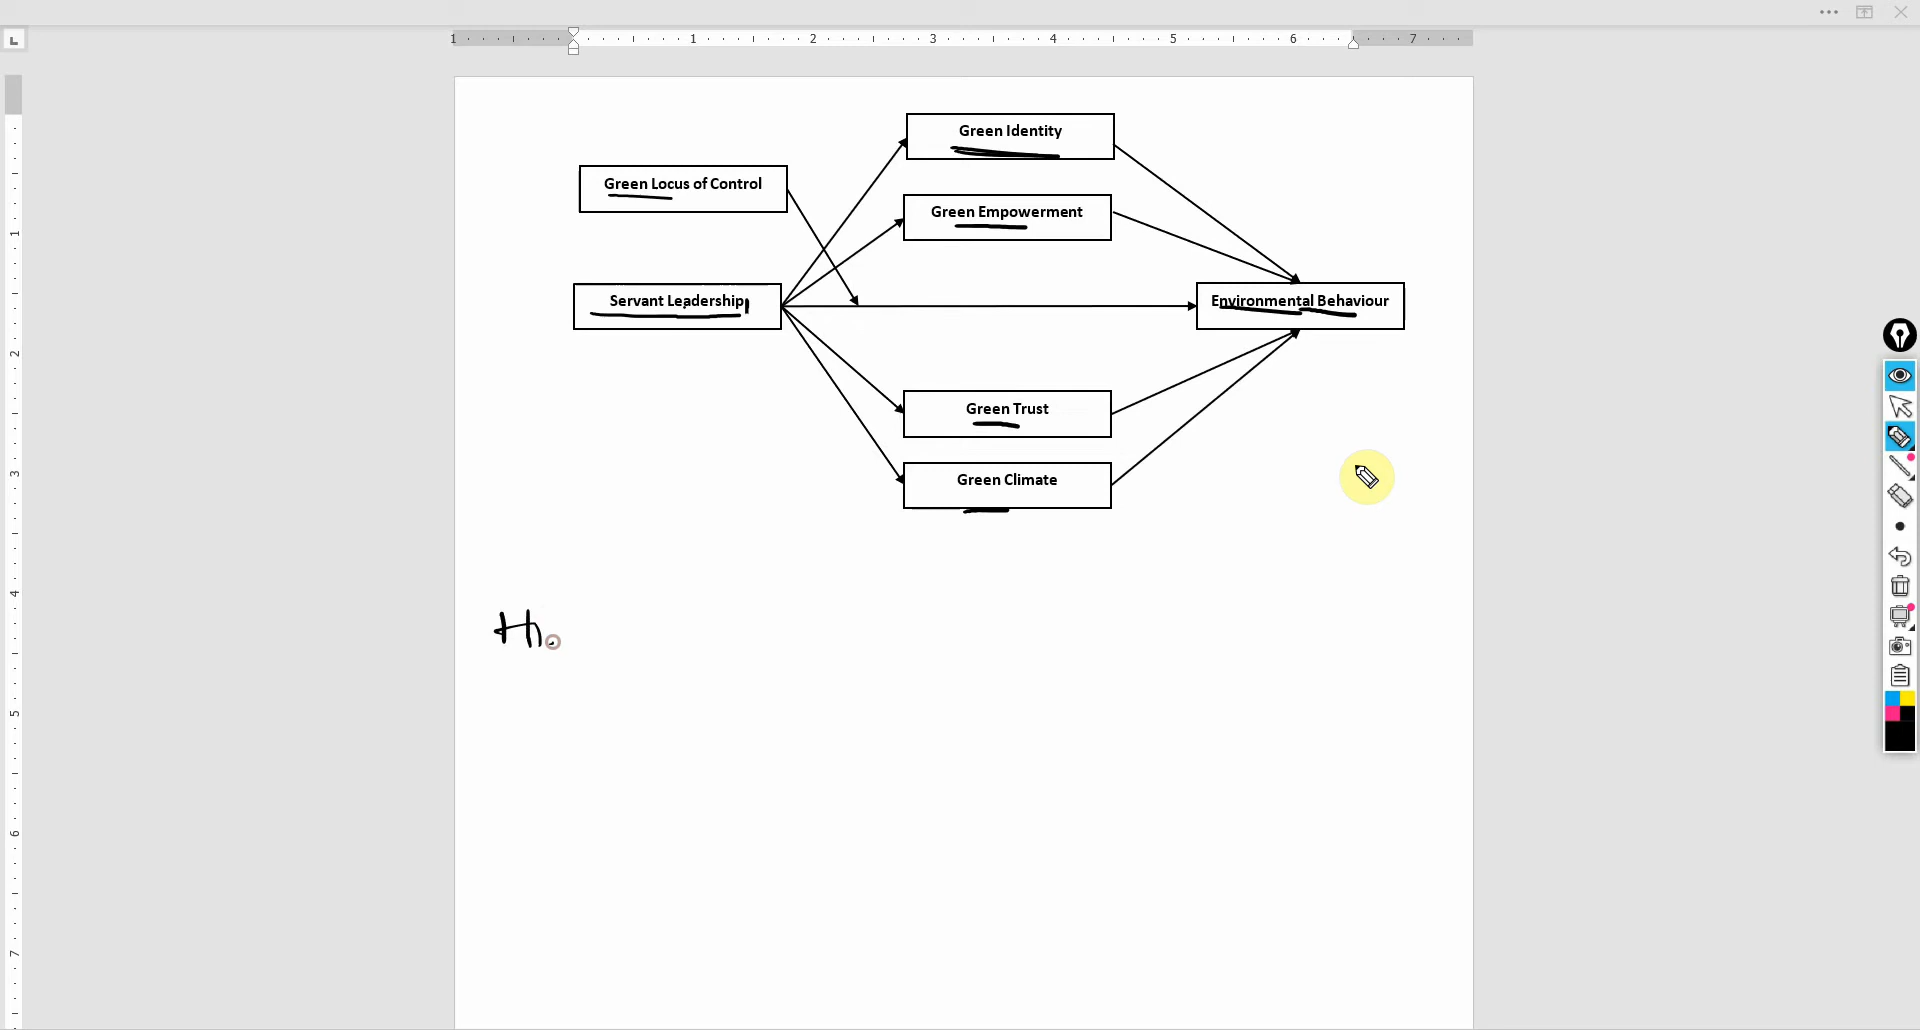 1 1 2 3 4 5 6 7
Green Identity
Green Locus of Control
Green Empowerment
Servant Leadership
Environmental Behaviour
Green Trust
Green Climate
H1
1
2
3
4
5
6
7